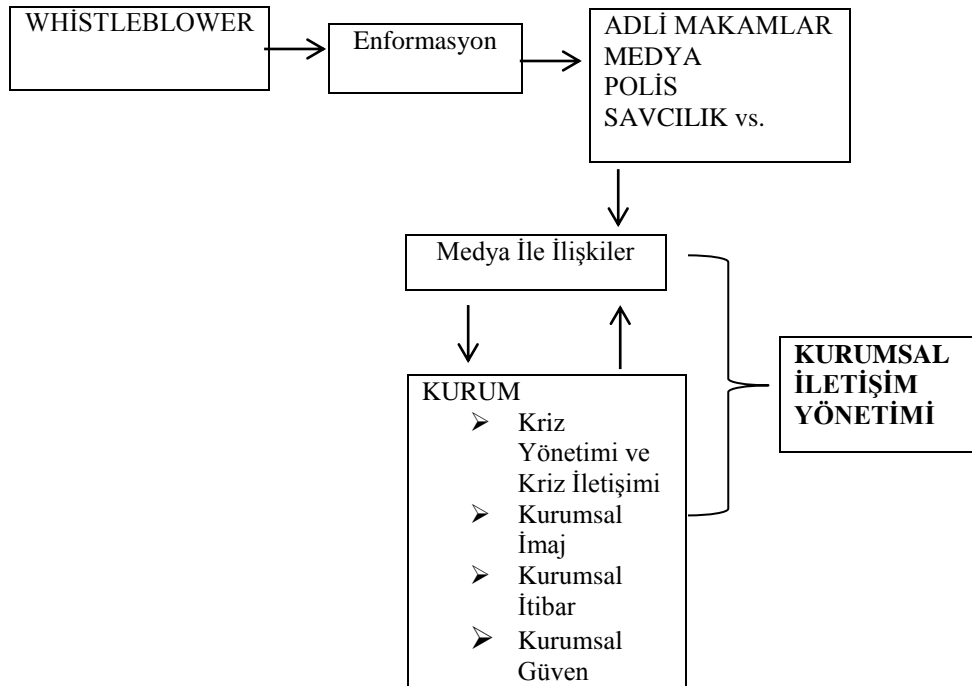 WHİSTLEBLOWER
Enformasyon
ADLİ MAKAMLAR
MEDYA
POLİS
SAVCILIK vs.
Medya İle İlişkiler
KURUM
➢ Kriz
Yönetimi ve
Kriz İletişimi
➢ Kurumsal
İmaj
➢ Kurumsal
İtibar
➢ Kurumsal
Güven
KURUMSAL
İLETİŞİM
YÖNETİMİ